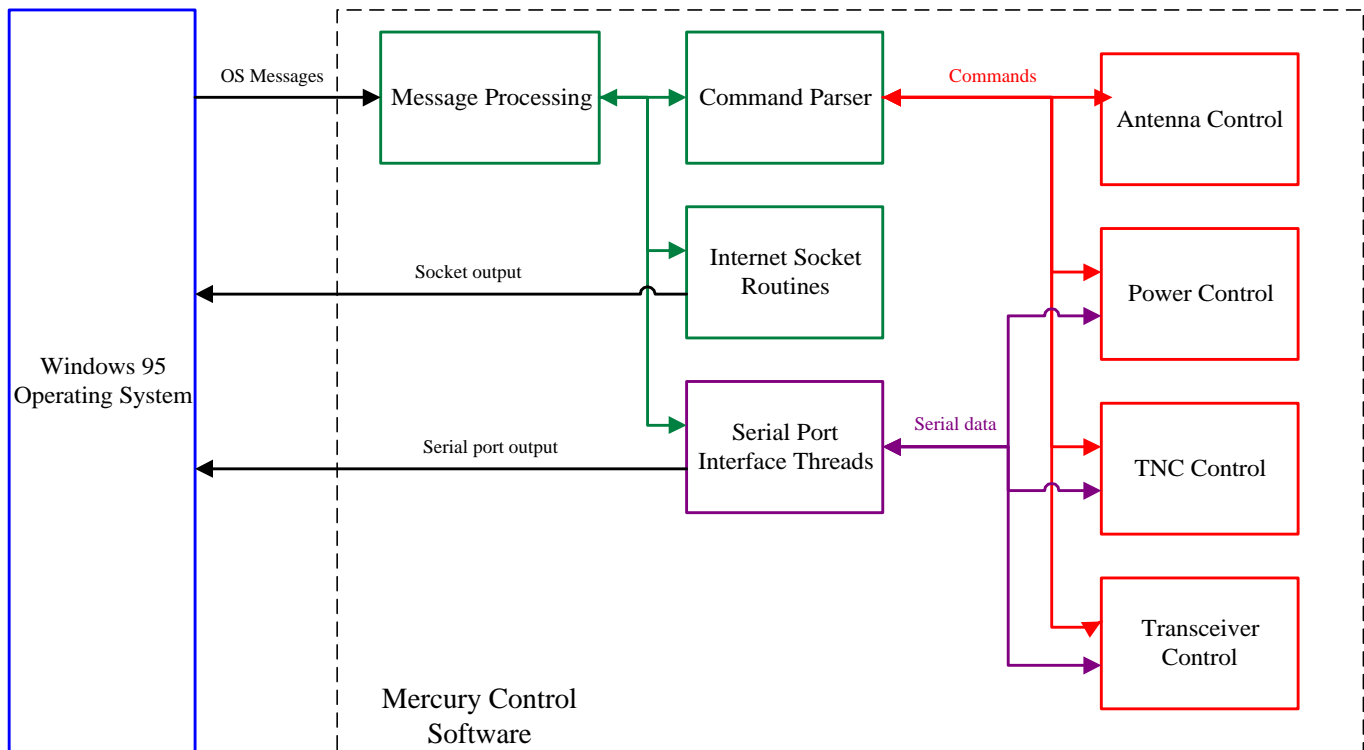 OS Messages
Message Processing
Command Parser
Commands
Antenna Control
Socket output
Internet Socket
Routines
Power Control
Windows 95
Operating System
Serial port output
Serial Port
Interface Threads
Serial data
TNC Control
Transceiver
Control
Mercury Control
Software